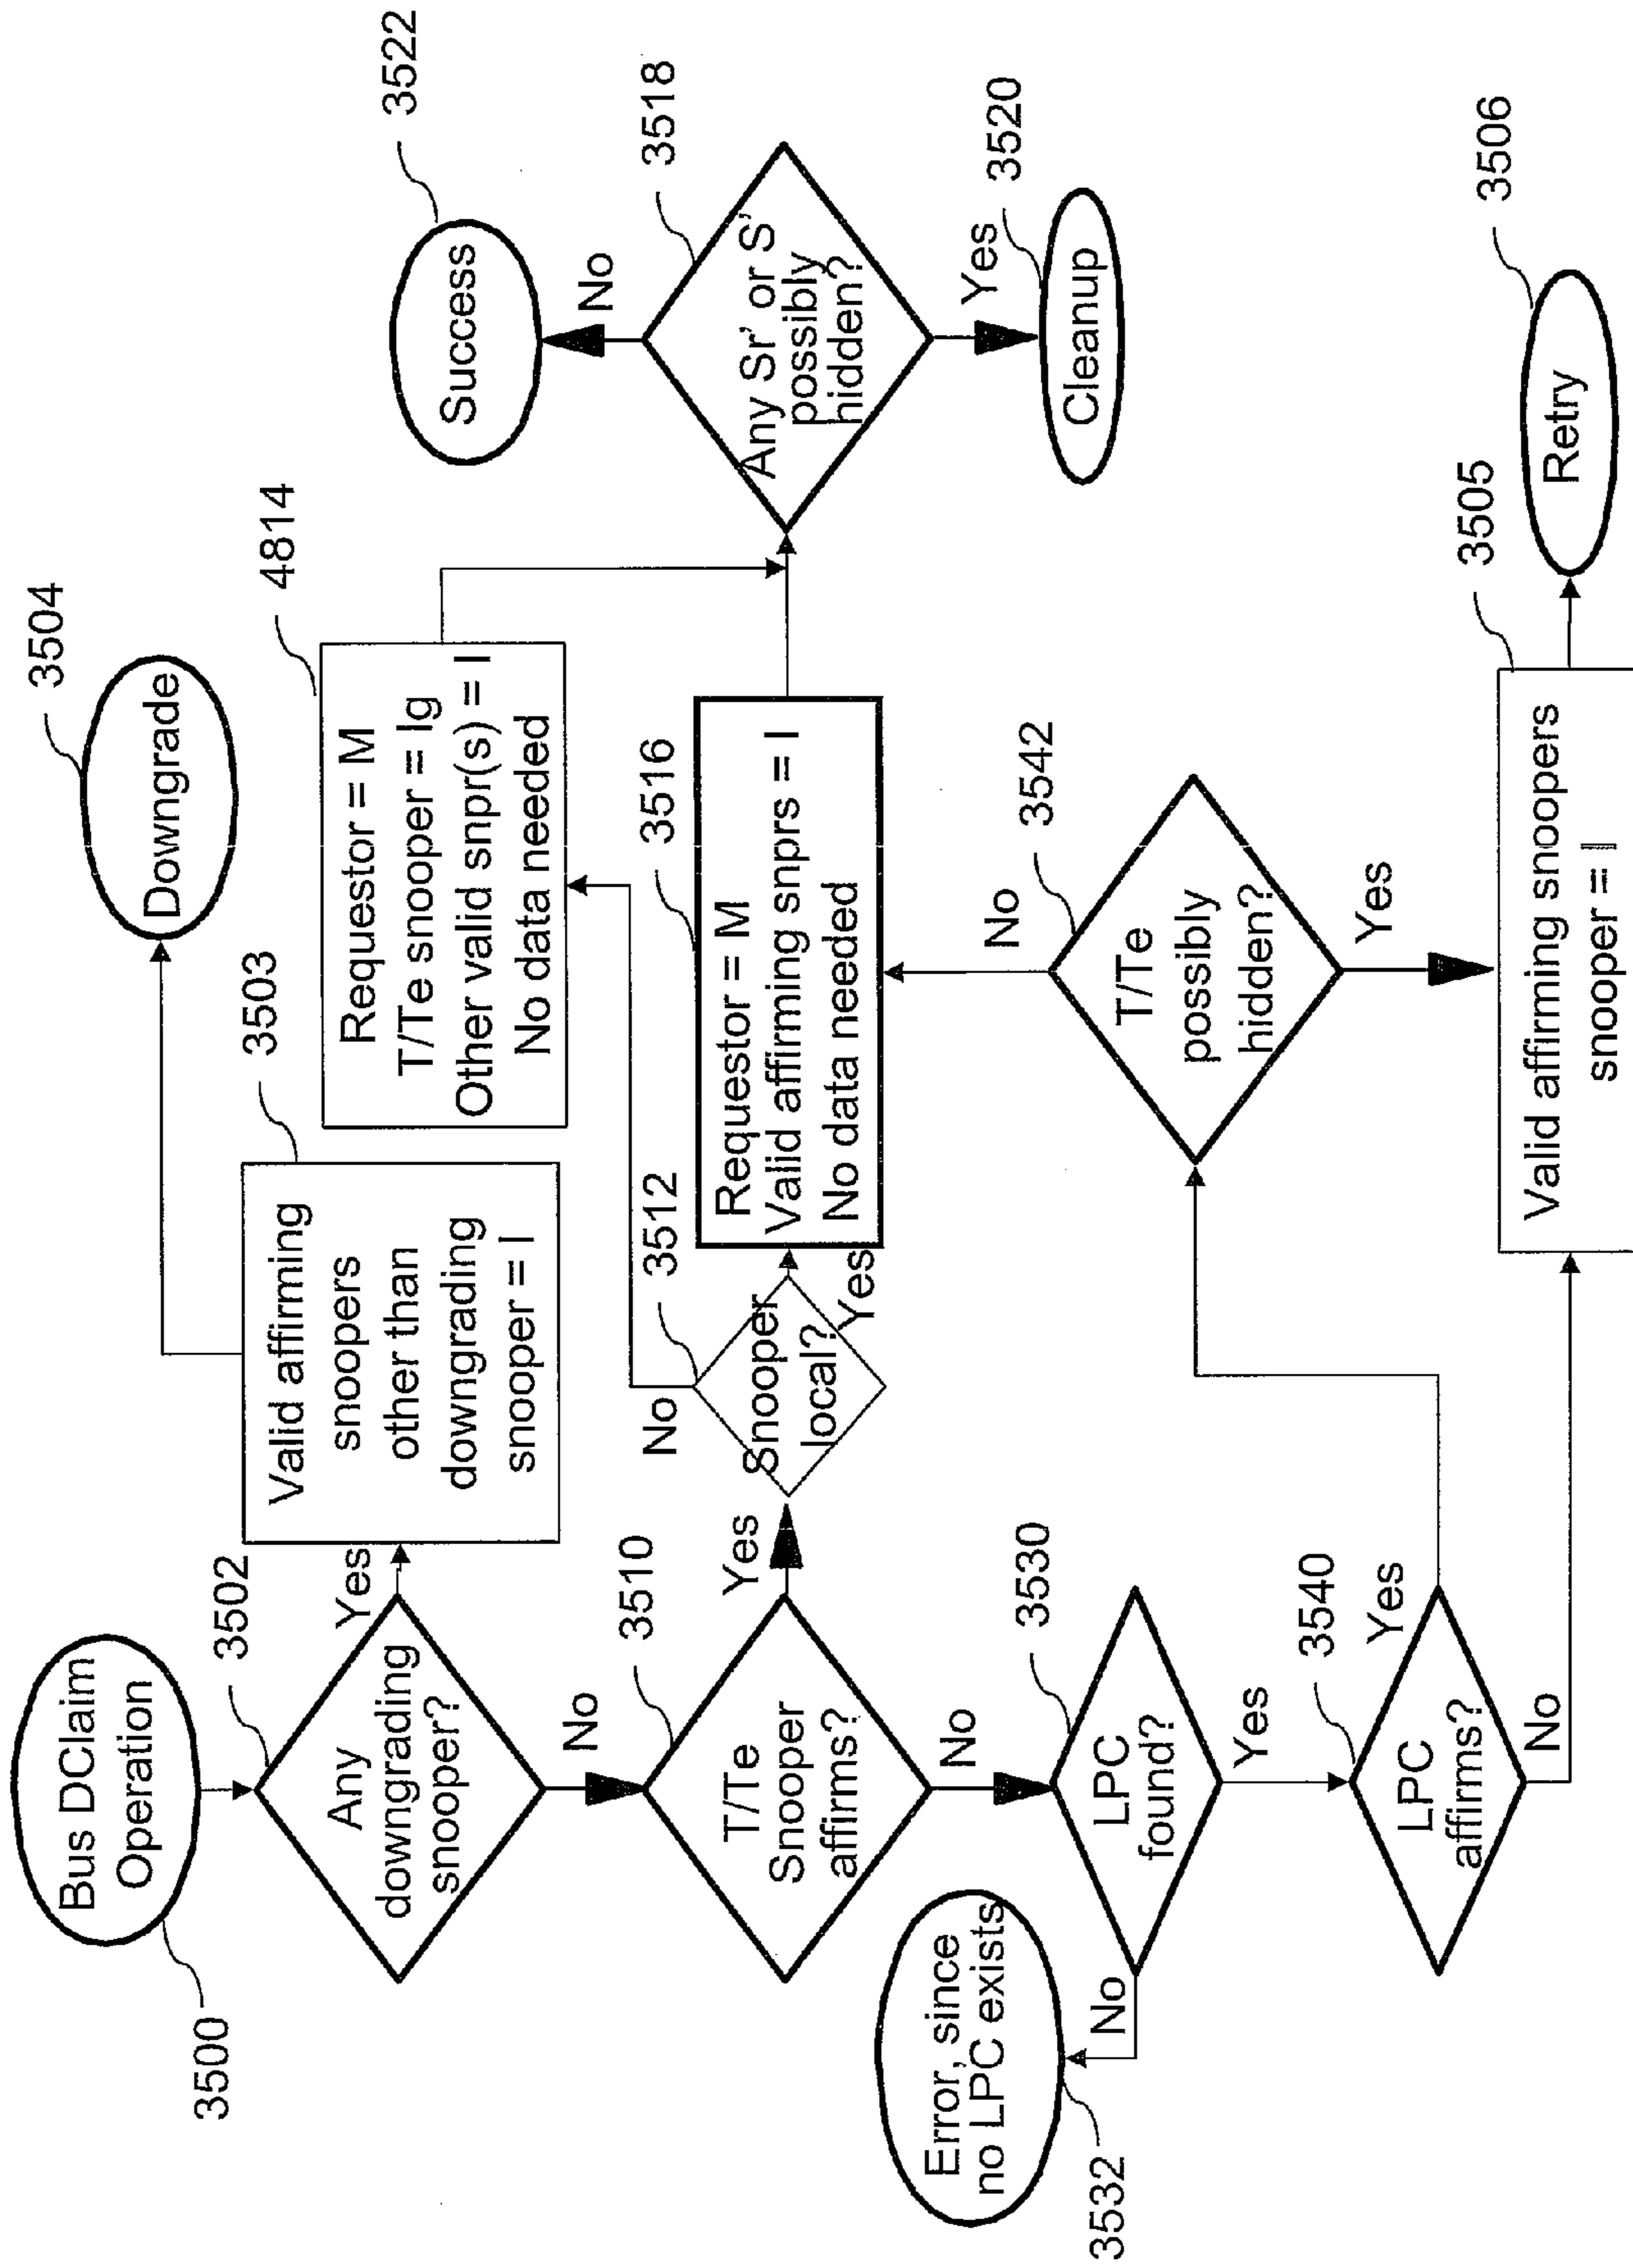 3500
Bus DClaim
Operation
3502
Any
downgrading
snooper?
Yes
No
3503
Valid affirming
snoopers
other than
downgrading
snooper = I
3504
Downgrade
3510
T/Te
Snooper
affirms?
Yes
No
3512
Snooper
local?
No
Yes
4814
Requestor = M
T/Te snooper = Ig
Other valid snpr(s) = I
No data needed
3516
Requestor = M
Valid affirming snprs = I
No data needed
3518
Any Sr' or S'
possibly
hidden?
No
Yes
3522
Success
3520
Cleanup
3530
LPC
found?
No
Yes
3532
Error, since
no LPC exists
3540
LPC
affirms?
Yes
No
3542
T/Te
possibly
hidden?
No
Yes
3505
Valid affirming snoopers
snooper = I
3506
Retry